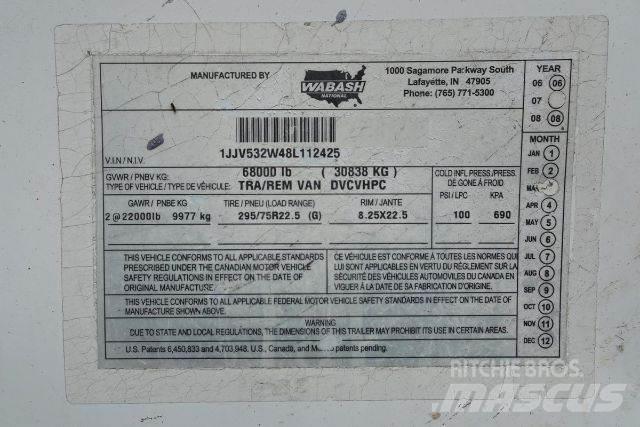 MANUFACTURED BY
WABASH
NATIONAL
1000 Sagamore Parkway South
Lafayette, IN 47905
Phone: (765) 771-5300
1JJV532W48L112425
V.I.N/N.I.V.
GVWR / PNBV KG: 68000 lb ( 30838 KG )
TYPE OF VEHICLE / TYPE DE VÉHICULE: TRA/REM VAN DVCVHPC
COLD INFL PRESS/PRESS.
DE GONE À FROID
GAWR / PNBE KG TIRE / PNEU (LOAD RANGE) RIM / JANTE PSI / LPC KPA
2@22000lb 9977 kg 295/75R22.5 (G) 8.25X22.5 100 690
THIS VEHICLE CONFORMS TO ALL APPLICABLE STANDARDS
PRESCRIBED UNDER THE CANADIAN MOTOR VEHICLE
SAFETY REGULATIONS IN EFFECT ON THE DATE OF
ORIGINAL MANUFACTURE.
CE VÉHICULE EST CONFORME À TOUTES LES NORMES QUI
LUI SONT APPLICABLES EN VERTU DU RÈGLEMENT SUR LA
SÉCURITÉ DES VÉHICULES AUTOMOBILES DU CANADA EN
VIGUEUR À LA DATE DE SA FABRICATION D'ORIGINE.
THIS VEHICLE CONFORMS TO ALL APPLICABLE FEDERAL MOTOR VEHICLE SAFETY STANDARDS IN EFFECT ON THE DATE OF
MANUFACTURE SHOWN ABOVE.
WARNING
DUE TO STATE AND LOCAL REGULATIONS, THE DIMENSIONS OF THIS TRAILER MAY PROHIBIT ITS USE IN CERTAIN AREAS.
U.S. Patents 6,450,833 and 4,703,948, U.S., Canada, and patents pending.
YEAR
06 06
07
08 08
MONTH
JAN 1
FEB 2
APR 4
MAY 5
JUN 6
JUL 7
AUG 8
SEP 9
OCT 10
NOV 11
DEC 12
RITCHIE BROS.
MASCUS